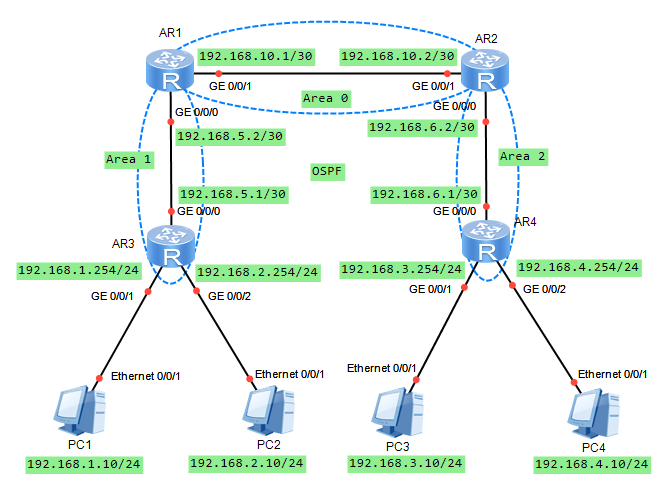 AR1
AR2
192.168.10.1/30
192.168.10.2/30
GE 0/0/1
GE 0/0/1
R
R
Area 0
GE 0/0/0
GE 0/0/0
192.168.5.2/30
192.168.6.2/30
Area 1
Area 2
OSPF
192.168.5.1/30
192.168.6.1/30
GE 0/0/0
GE 0/0/0
AR3
AR4
R
R
192.168.1.254/24
192.168.2.254/24
192.168.3.254/24
192.168.4.254/24
GE 0/0/1
GE 0/0/2
GE 0/0/1
GE 0/0/2
Ethernet 0/0/1
Ethernet 0/0/1
Ethernet 0/0/1
Ethernet 0/0/1
PC1
PC2
PC3
PC4
192.168.1.10/24
192.168.2.10/24
192.168.3.10/24
192.168.4.10/24